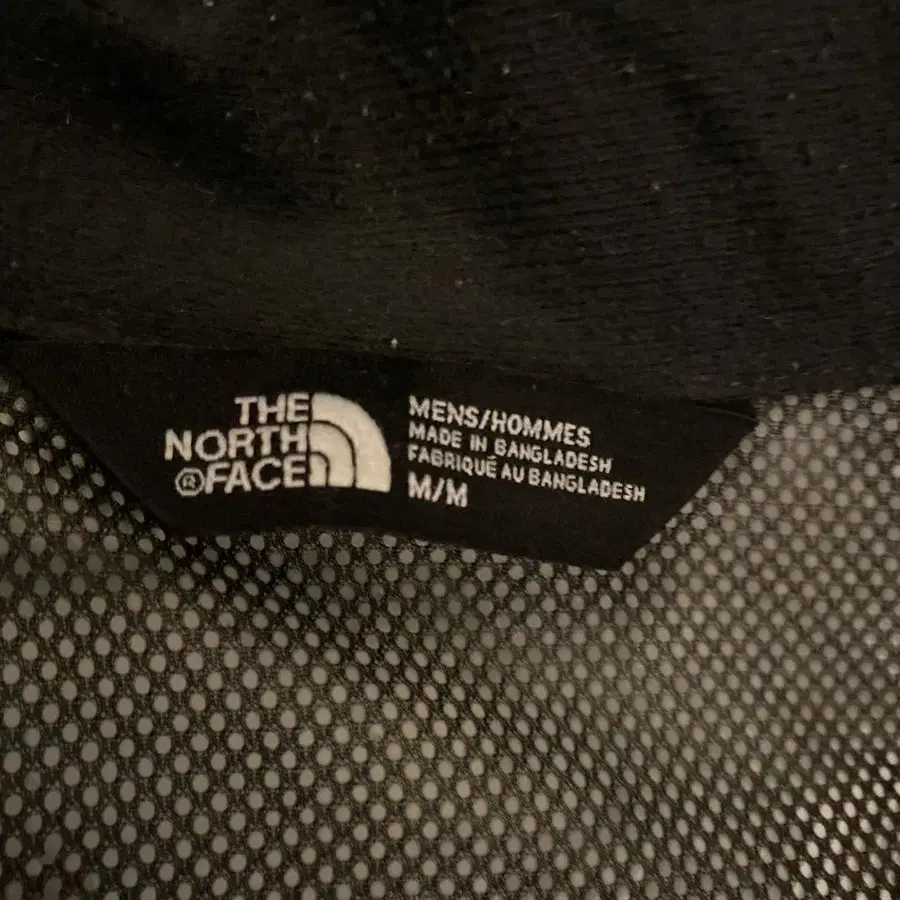 THE
NORTH
®FACE
MENS/HOMMES
MADE IN BANGLADESH
FABRIQUÉ AU BANGLADESH
M/M